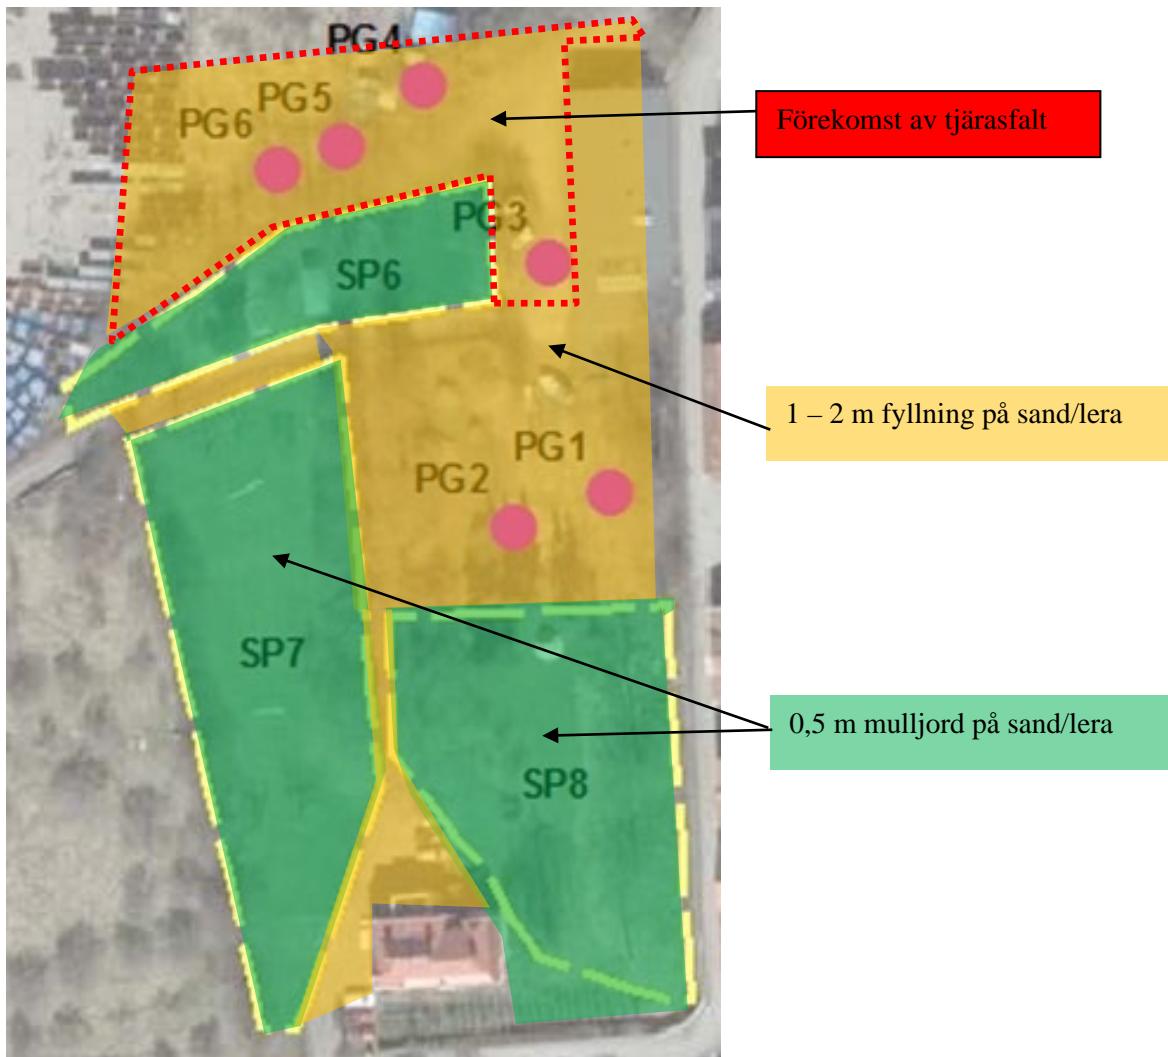 PG4
PG5
PG6
Förekomst av tjärasfalt
PG3
SP6
1 – 2 m fyllning på sand/lera
PG1
PG2
SP7
0,5 m mulljord på sand/lera
SP8